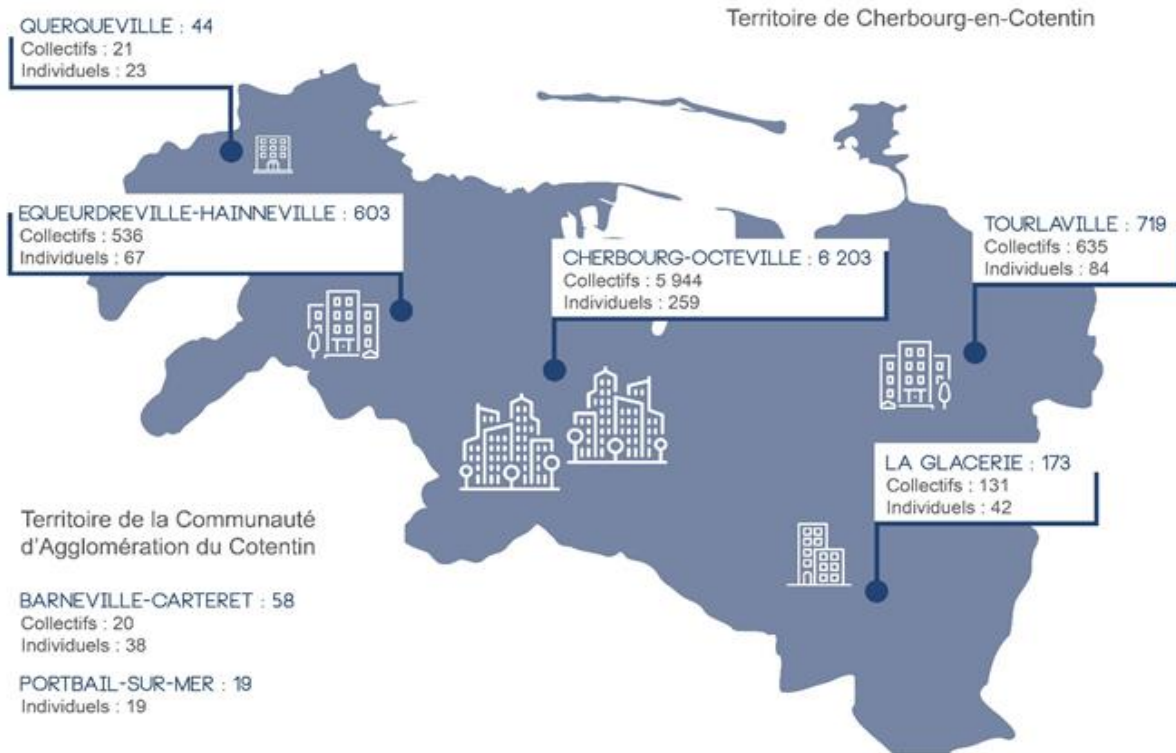 Territoire de Cherbourg-en-Cotentin
QUERQUEVILLE : 44
Collectifs : 21
Individuels : 23
EQUEURDREVILLE-HAINNEVILLE : 603
Collectifs : 536
Individuels : 67
CHERBOURG-OCTEVILLE : 6 203
Collectifs : 5 944
Individuels : 259
TOURLAVILLE : 719
Collectifs : 635
Individuels : 84
LA GLACERIE : 173
Collectifs : 131
Individuels : 42
Territoire de la Communauté
d'Agglomération du Cotentin
BARNEVILLE-CARTERET : 58
Collectifs : 20
Individuels : 38
PORTBAIL-SUR-MER : 19
Individuels : 19